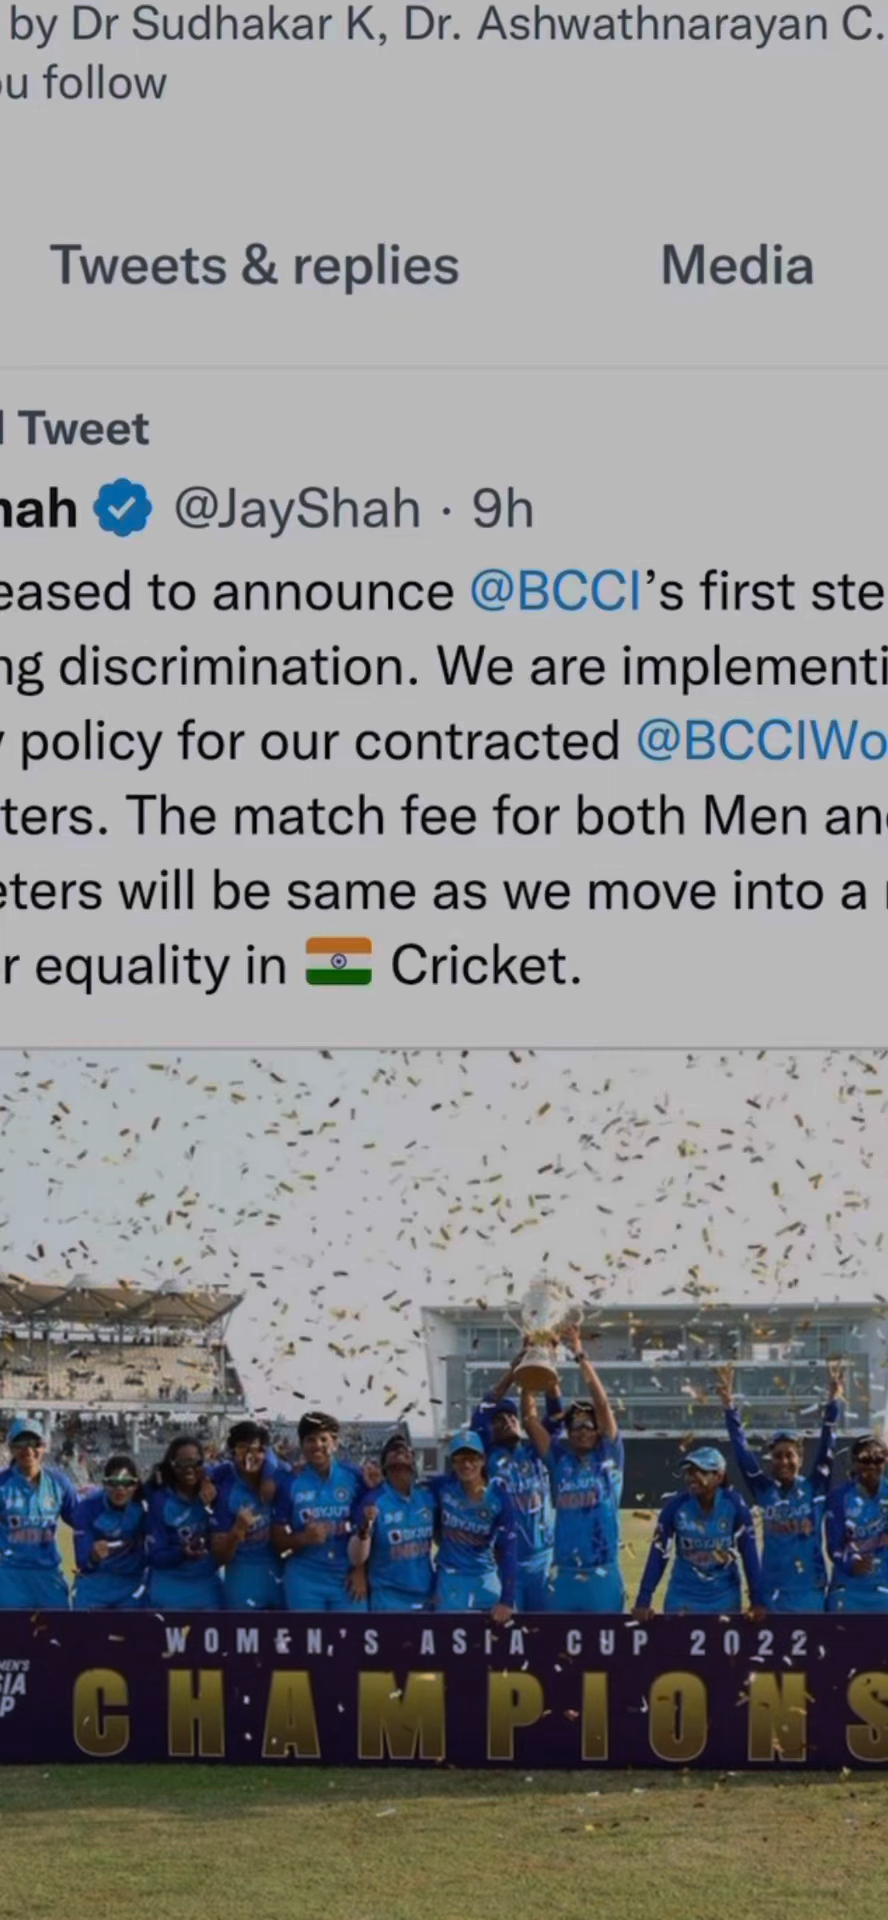 by Dr Sudhakar K, Dr. Ashwathnarayan C.
ou follow
Tweets & replies
Media
Tweet
hah @JayShah · 9h
eased to announce @BCCI's first ste
ng discrimination. We are implementi
policy for our contracted @BCCIWo
ters. The match fee for both Men an
eters will be same as we move into a
r equality in 🇮🇳 Cricket.
WOMEN'S ASIA CUP 2022
CHAMPIONS